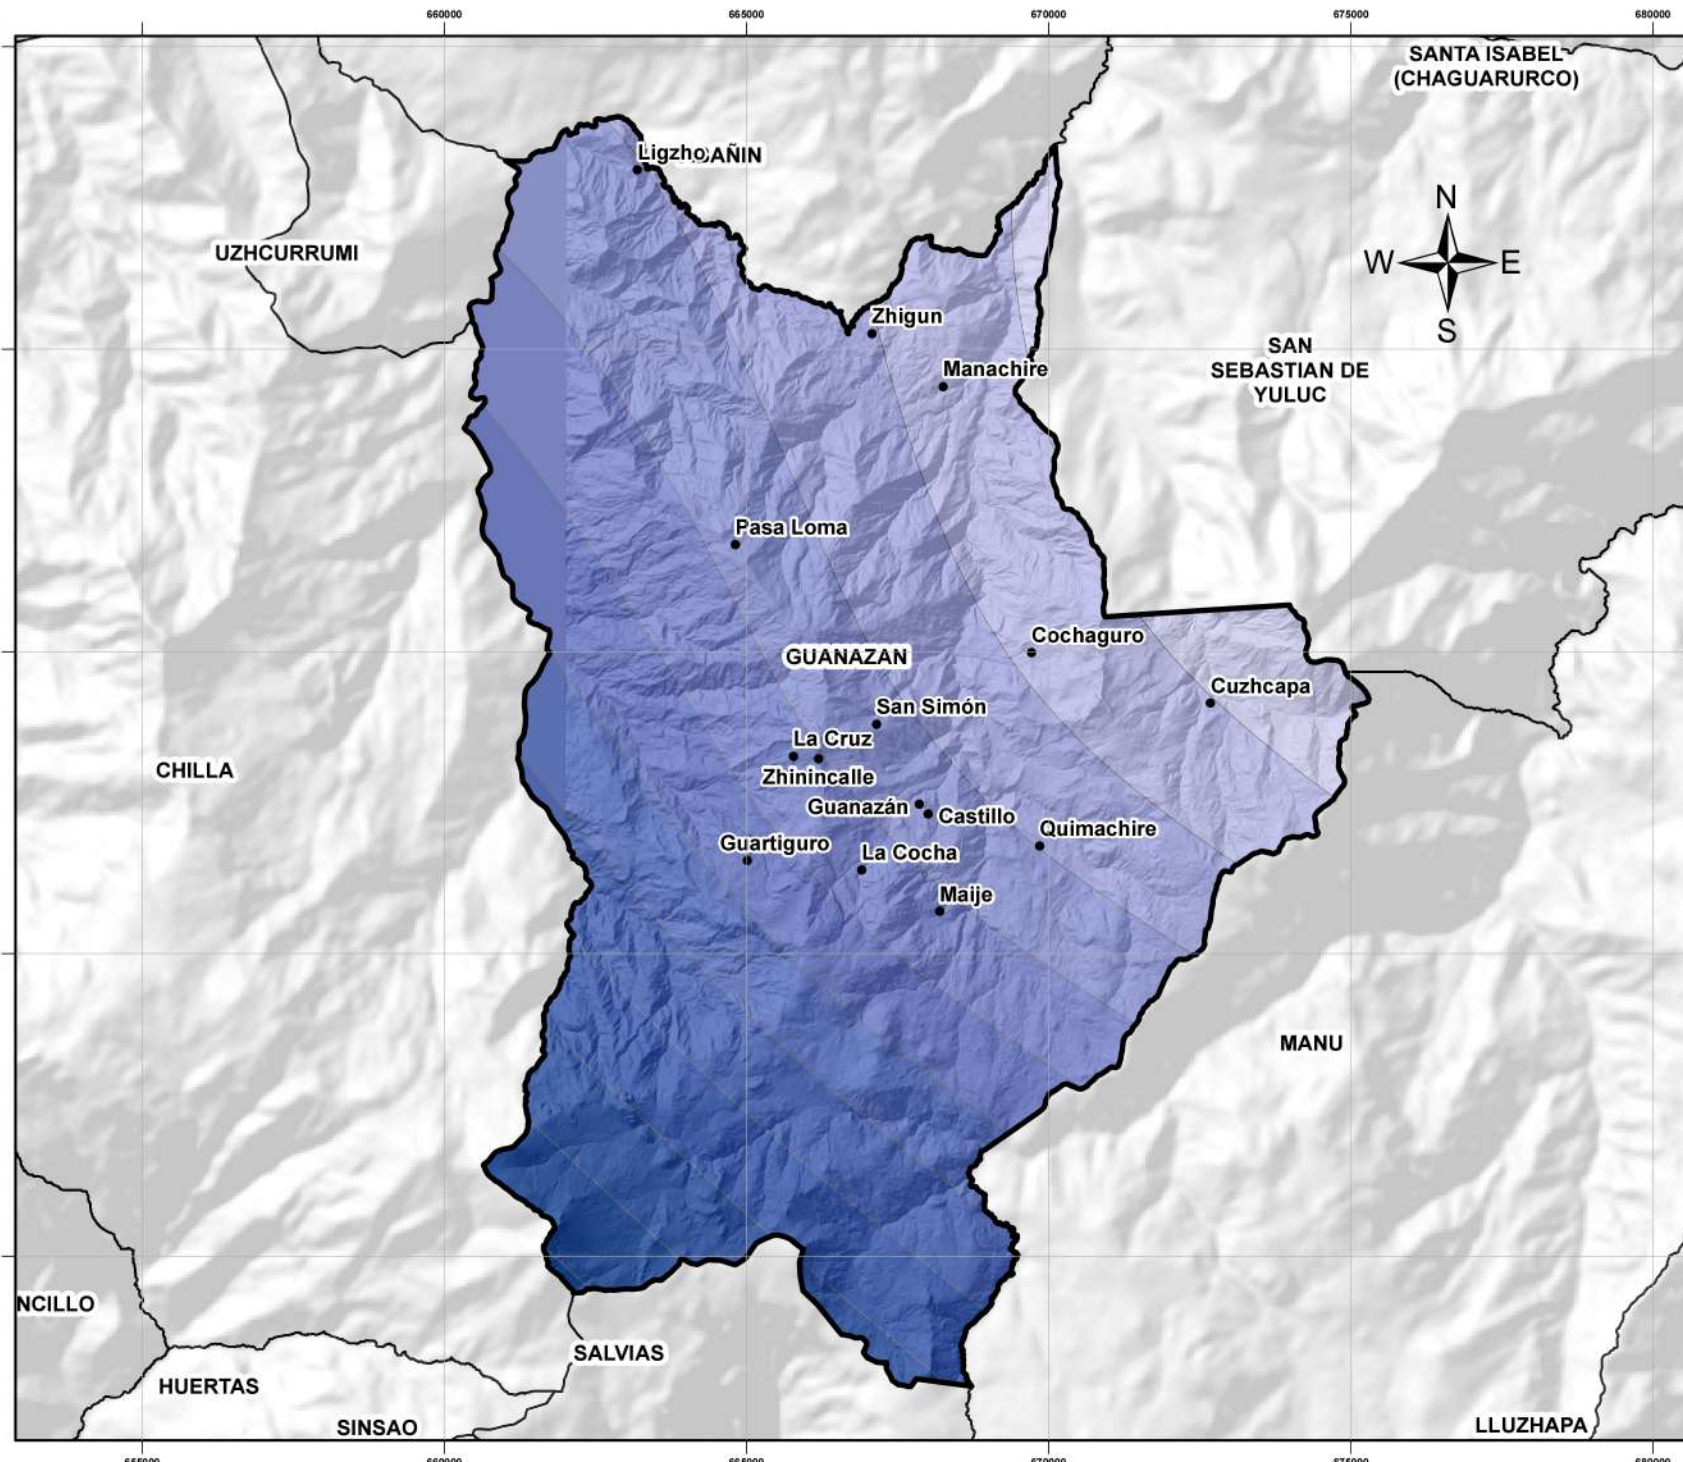 660000
665000
670000
675000
680000
SANTA ISABEL
(CHAGUARURCO)
Ligzho
N
UZHCURRUMI
W
E
S
Zhigun
SAN
SEBASTIAN DE
YULUC
Manachire
Pasa Loma
Cochaguro
GUANAZAN
Cuzhcapa
San Simón
La Cruz
CHILLA
Zhinincalle
Guanazán
Castillo
Quimachire
Guartiguro
La Cocha
Maije
MANU
NCILLO
SALVIAS
HUERTAS
SINSAO
LLUZHAPA